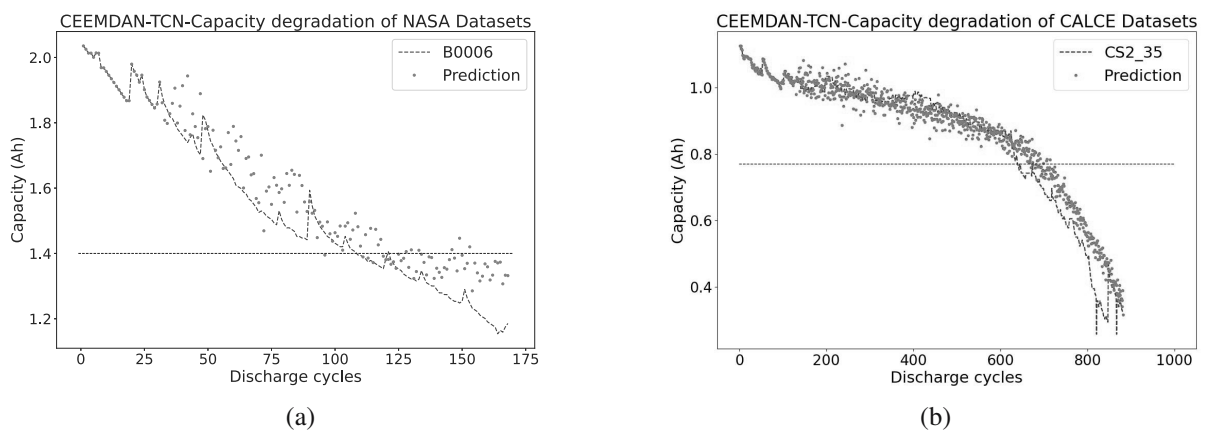 CEEMDAN-TCN-Capacity degradation of NASA Datasets
B0006
Prediction
Capacity (Ah)
2.0
1.8
1.6
1.4
1.2
0
25
50
75
100
125
150
175
Discharge cycles
(a)
CEEMDAN-TCN-Capacity degradation of CALCE Datasets
CS2_35
Prediction
Capacity (Ah)
1.0
0.8
0.6
0.4
0
200
400
600
800
1000
Discharge cycles
(b)